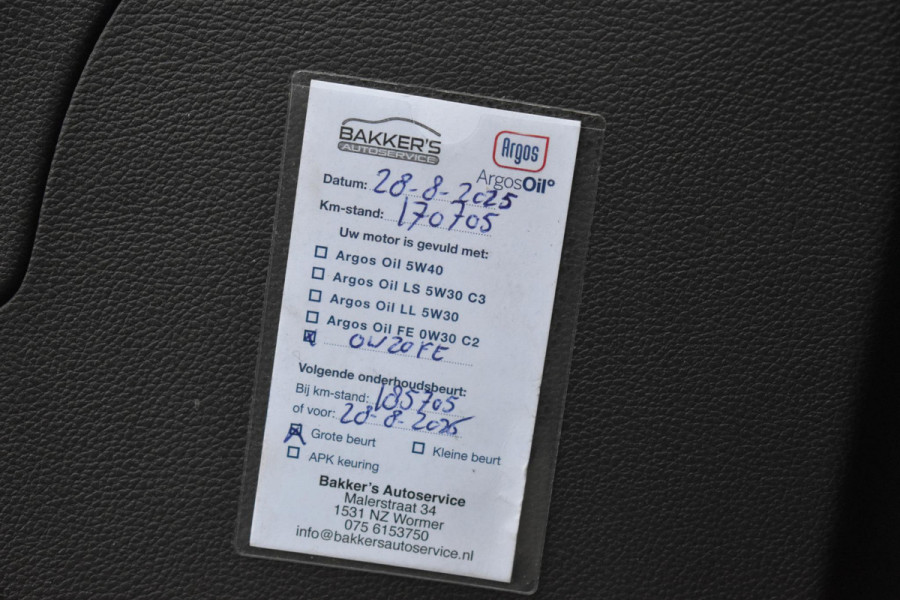 BAKKER'S
AUTOSERVICE
Argos
ArgosOil
Datum: 28-8-2025
Km-stand: 170705
Uw motor is gevuld met:
Argos Oil 5W40
Argos Oil LS 5W30 C3
Argos Oil LL 5W30
Argos Oil FE 0W30 C2
0W20FE
Volgende onderhoudsbeurt:
Bij km-stand: 185705
of voor: 28-8-2026
Grote beurt Kleine beurt
APK keuring
Bakker's Autoservice
Malerstraat 34
1531 NZ Wormer
075 6153750
info@bakkersautoservice.nl